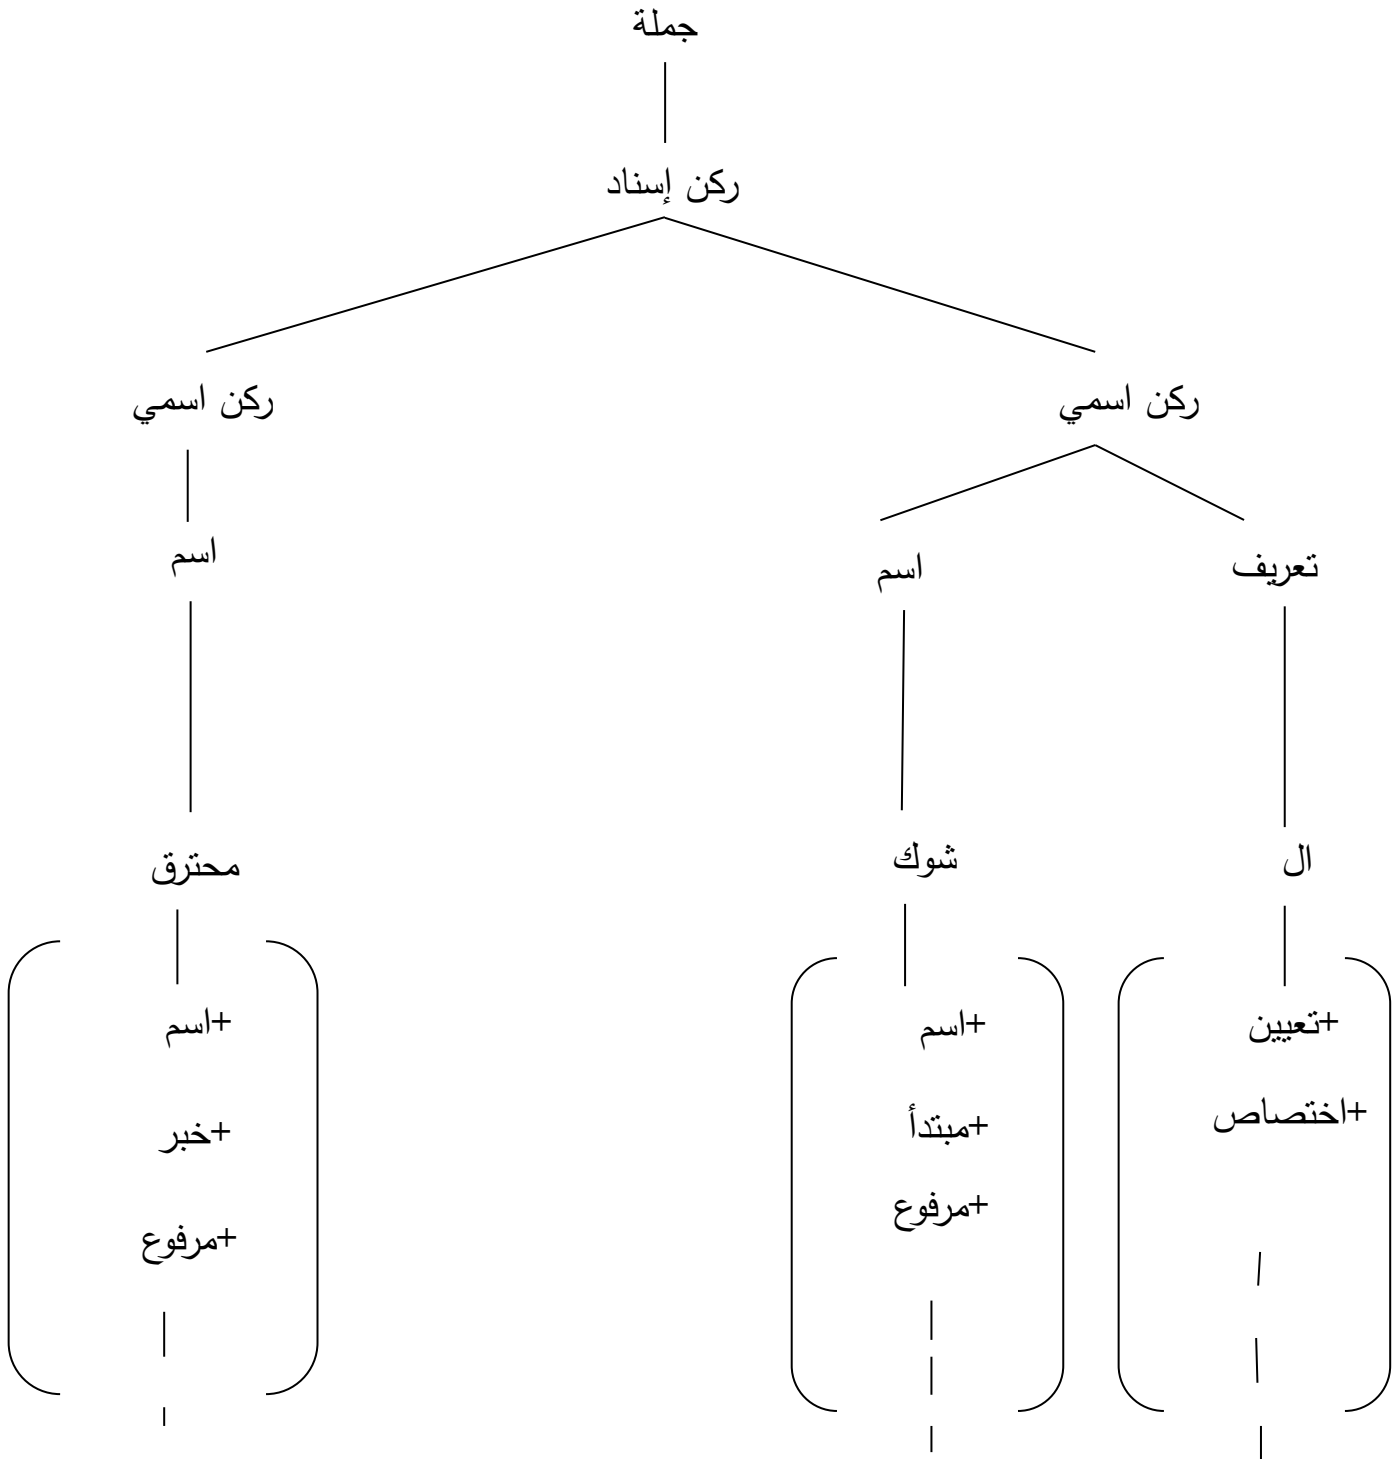 جملة
ركن إسناد
ركن اسمي
ركن اسمي
تعريف
اسم
اسم
ال
شوك
محترق
+تعيين
+اختصاص
+اسم
+مبتدأ
+مرفوع
+اسم
+خبر
+مرفوع